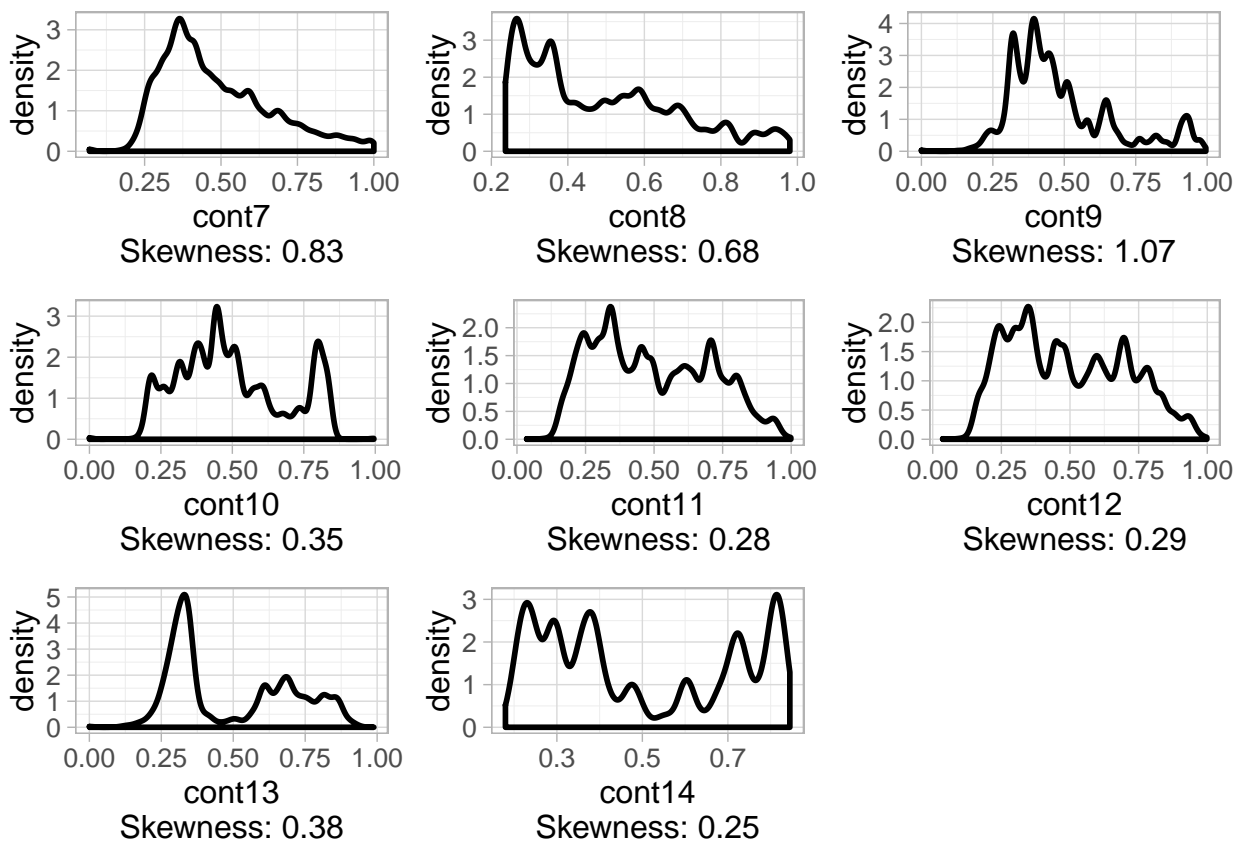 density
3
2
1
0
0.25 0.50 0.75 1.00
cont7
Skewness: 0.83
density
3
2
1
0
0.2 0.4 0.6 0.8 1.0
cont8
Skewness: 0.68
density
4
3
2
1
0
0.00 0.25 0.50 0.75 1.00
cont9
Skewness: 1.07
density
3
2
1
0
0.00 0.25 0.50 0.75 1.00
cont10
Skewness: 0.35
density
2.0
1.5
1.0
0.5
0.0
0.00 0.25 0.50 0.75 1.00
cont11
Skewness: 0.28
density
2.0
1.5
1.0
0.5
0.0
0.00 0.25 0.50 0.75 1.00
cont12
Skewness: 0.29
density
5
4
3
2
1
0
0.00 0.25 0.50 0.75 1.00
cont13
Skewness: 0.38
density
3
2
1
0
0.3 0.5 0.7
cont14
Skewness: 0.25